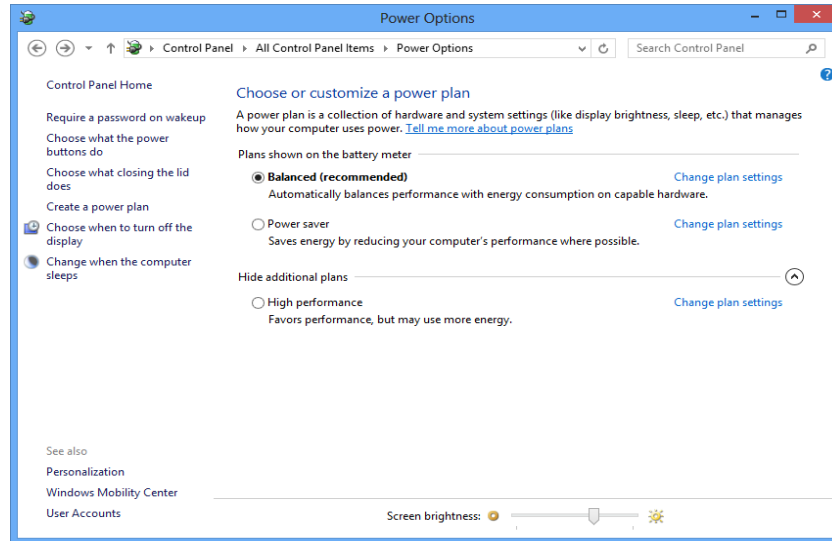 Power Options
Control Panel
All Control Panel Items
Power Options
Search Control Panel
Control Panel Home
Require a password on wakeup
Choose what the power
buttons do
Choose what closing the lid
does
Create a power plan
Choose when to turn off the
display
Change when the computer
sleeps
See also
Personalization
Windows Mobility Center
User Accounts
Choose or customize a power plan
A power plan is a collection of hardware and system settings (like display brightness, sleep, etc.) that manages
how your computer uses power. Tell me more about power plans
Plans shown on the battery meter
Balanced (recommended) Change plan settings
Automatically balances performance with energy consumption on capable hardware.
Power saver Change plan settings
Saves energy by reducing your computer's performance where possible.
Hide additional plans
High performance Change plan settings
Favors performance, but may use more energy.
Screen brightness: